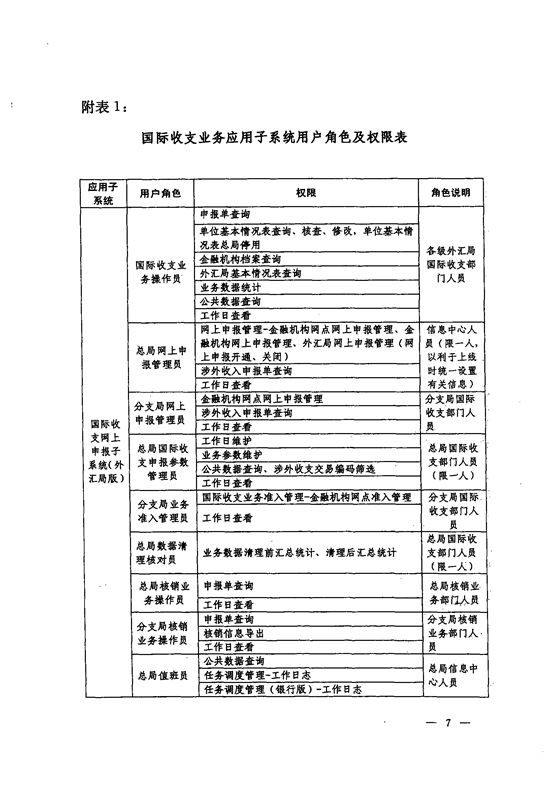 附表1：
国际收支业务应用子系统用户角色及权限表
应用子
系统
用户角色
权限
角色说明
国际收
支网上
申报子
系统（外
汇局版）
国际收支业
务操作员
申报单查询
单位基本情况表查询、核查、修改，单位基本情
况表总局停用
金融机构档案查询
外汇局基本情况表查询
业务数据统计
公共数据查询
工作日查看
各级外汇局
国际收支部
门人员
总局网上申
报管理员
网上申报管理-金融机构网点网上申报管理、金
融机构网上申报管理、外汇局网上申报管理（网
上申报开通、关闭）
涉外收入申报单查询
工作日查看
信息中心人
员（限一人，
以利于上线
时统一设置
有关信息）
分支局网上
申报管理员
金融机构网点网上申报管理
涉外收入申报单查询
工作日查看
分支局国际
收支部门人
员
总局国际收
支申报参数
管理员
工作日维护
业务参数维护
公共数据查询、涉外收支交易编码筛选
工作日查看
总局国际收
支部门人员
（限一人）
分支局业务
准入管理员
国际收支业务准入管理-金融机构网点准入管理
工作日查看
分支局国际
收支部门人
员
总局数据清
理核对员
业务数据清理前汇总统计、清理后汇总统计
总局国际收
支部门人员
（限一人）
总局核销业
务操作员
申报单查询
工作日查看
总局核销业
务部门人员
分支局核销
业务操作员
申报单查询
核销信息导出
工作日查看
分支局核销
业务部门人
员
总局值班员
公共数据查询
任务调度管理-工作日志
任务调度管理（银行版）-工作日志
总局信息中
心人员
— 7 —